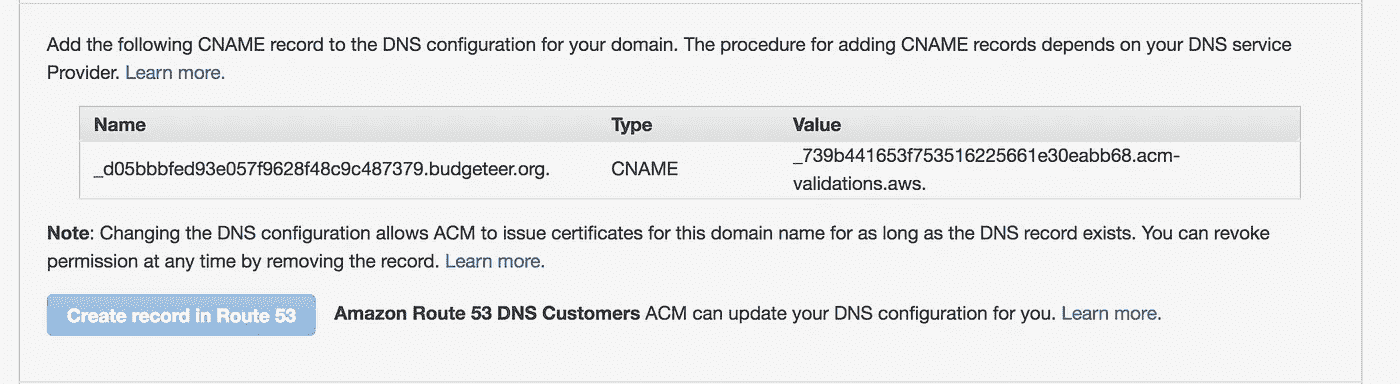 Add the following CNAME record to the DNS configuration for your domain. The procedure for adding CNAME records depends on your DNS service
Provider. Learn more.
Name Type Value
_d05bbbfed93e057f9628f48c9c487379.budgeteer.org. CNAME _739b441653f753516225661e30eabb68.acm-
validations.aws.
Note: Changing the DNS configuration allows ACM to issue certificates for this domain name for as long as the DNS record exists. You can revoke
permission at any time by removing the record. Learn more.
Create record in Route 53 Amazon Route 53 DNS Customers ACM can update your DNS configuration for you. Learn more.